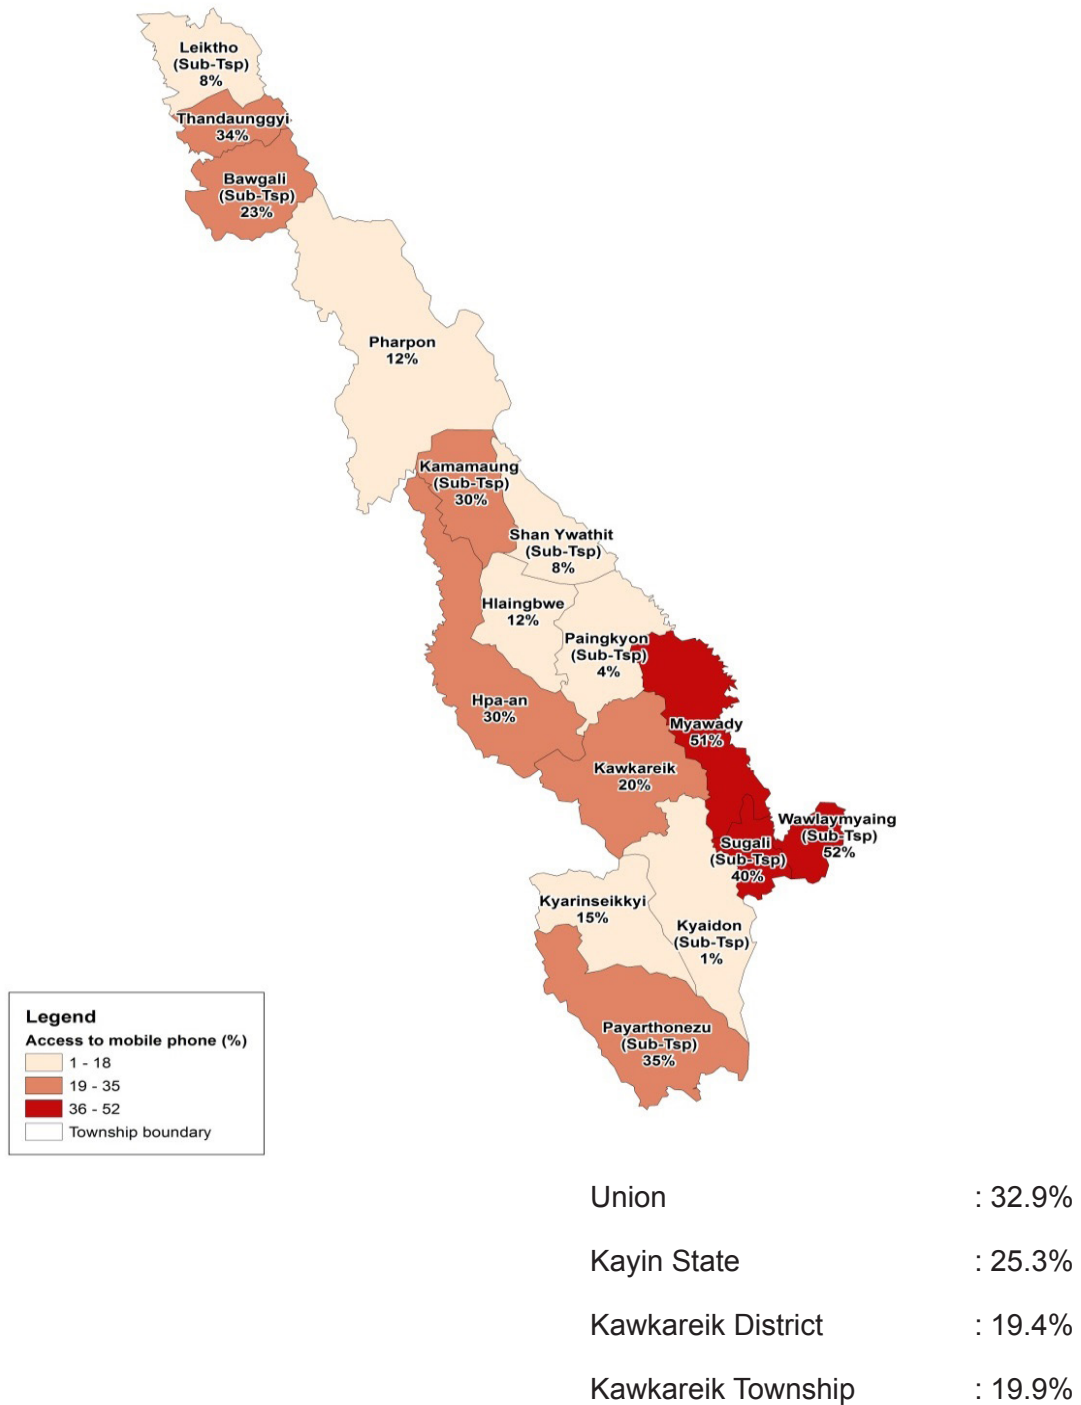 Leiktho
(Sub-Tsp)
8%
Thandaunggyi
34%
Bawgali
(Sub-Tsp)
23%
Pharpon
12%
Kamamaung
(Sub-Tsp)
30%
Shan Ywathit
(Sub-Tsp)
8%
Hlaingbwe
12%
Paingkyon
(Sub-Tsp)
4%
Hpa-an
30%
Myawady
51%
Kawkareik
20%
Wawlaymyaing
(Sub-Tsp)
52%
Sugali
(Sub-Tsp)
40%
Kyarinseikkyi
15%
Kyaidon
(Sub-Tsp)
1%
Payarthonezu
(Sub-Tsp)
35%
Legend
Access to mobile phone (%)
1 - 18
19 - 35
36 - 52
Township boundary
Union : 32.9%
Kayin State : 25.3%
Kawkareik District : 19.4%
Kawkareik Township : 19.9%